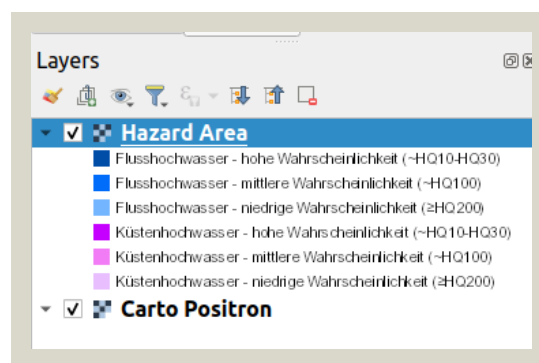 Layers
Hazard Area
Flusshochwasser - hohe Wahrscheinlichkeit (~HQ10-HQ30)
Flusshochwasser - mittlere Wahrscheinlichkeit (~HQ100)
Flusshochwasser - niedrige Wahrscheinlichkeit (≥HQ200)
Küstenhochwasser - hohe Wahrscheinlichkeit (~HQ10-HQ30)
Küstenhochwasser - mittlere Wahrscheinlichkeit (~HQ100)
Küstenhochwasser - niedrige Wahrscheinlichkeit (≥HQ200)
Carto Positron